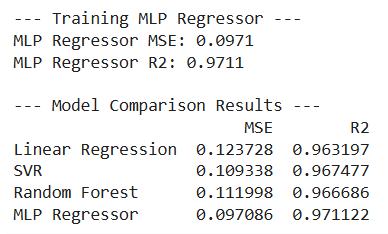 --- Training MLP Regressor ---
MLP Regressor MSE: 0.0971
MLP Regressor R2: 0.9711
--- Model Comparison Results ---
MSE R2
Linear Regression 0.123728 0.963197
SVR 0.109338 0.967477
Random Forest 0.111998 0.966686
MLP Regressor 0.097086 0.971122